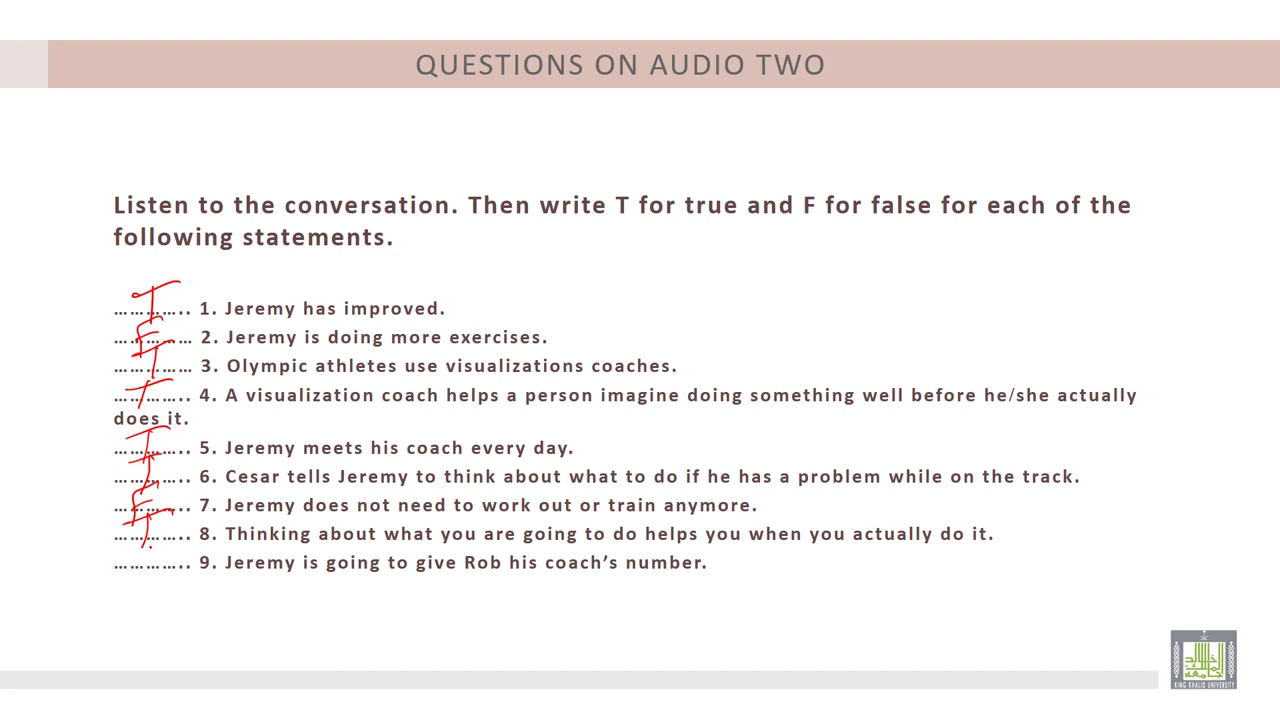 QUESTIONS ON AUDIO TWO
Listen to the conversation. Then write T for true and F for false for each of the
following statements.
T ………….. 1. Jeremy has improved.
F …………… 2. Jeremy is doing more exercises.
T …………… 3. Olympic athletes use visualizations coaches.
T ………….. 4. A visualization coach helps a person imagine doing something well before he/she actually
does it.
T ………….. 5. Jeremy meets his coach every day.
T ………….. 6. Cesar tells Jeremy to think about what to do if he has a problem while on the track.
F ………….. 7. Jeremy does not need to work out or train anymore.
T ………….. 8. Thinking about what you are going to do helps you when you actually do it.
………….. 9. Jeremy is going to give Rob his coach’s number.
KING KHALID UNIVERSITY